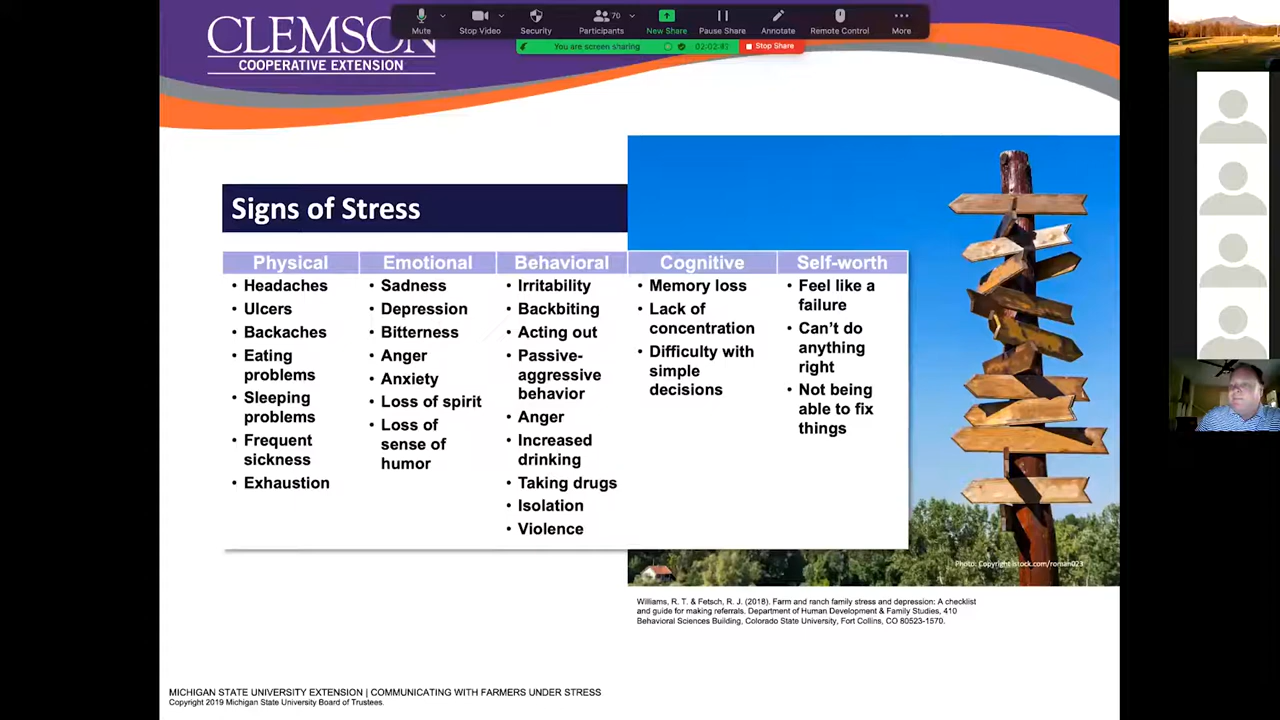 CLEMSON
COOPERATIVE EXTENSION
Mute
Stop Video
Security
70
Participants
New Share
Pause Share
Annotate
Remote Control
More
You are screen sharing
Stop Share
Signs of Stress
Physical
• Headaches
• Ulcers
• Backaches
• Eating
problems
• Sleeping
problems
• Frequent
sickness
• Exhaustion
Emotional
• Sadness
• Depression
• Bitterness
• Anger
• Anxiety
• Loss of spirit
• Loss of
sense of
humor
Behavioral
• Irritability
• Backbiting
• Acting out
• Passive-
aggressive
behavior
• Anger
• Increased
drinking
• Taking drugs
• Isolation
• Violence
Cognitive
• Memory loss
• Lack of
concentration
• Difficulty with
simple
decisions
Self-worth
• Feel like a
failure
• Can’t do
anything
right
• Not being
able to fix
things
Photo: Copyright istock.com/roman023
Williams, R. T. & Fetsch, R. J. (2018). Farm and ranch family stress and depression: A checklist
and guide for making referrals. Department of Human Development & Family Studies, 410
Behavioral Sciences Building, Colorado State University, Fort Collins, CO 80523-1570.
MICHIGAN STATE UNIVERSITY EXTENSION | COMMUNICATING WITH FARMERS UNDER STRESS
Copyright 2019 Michigan State University Board of Trustees.